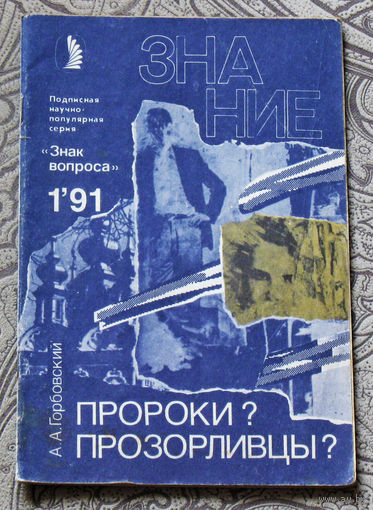 ЗНА
НИЕ
Подписная
научно-
популярная
серия
«Знак
вопроса»
1'91
А. А. Горбовский
ПРОРОКИ?
ПРОЗОРЛИВЦЫ?